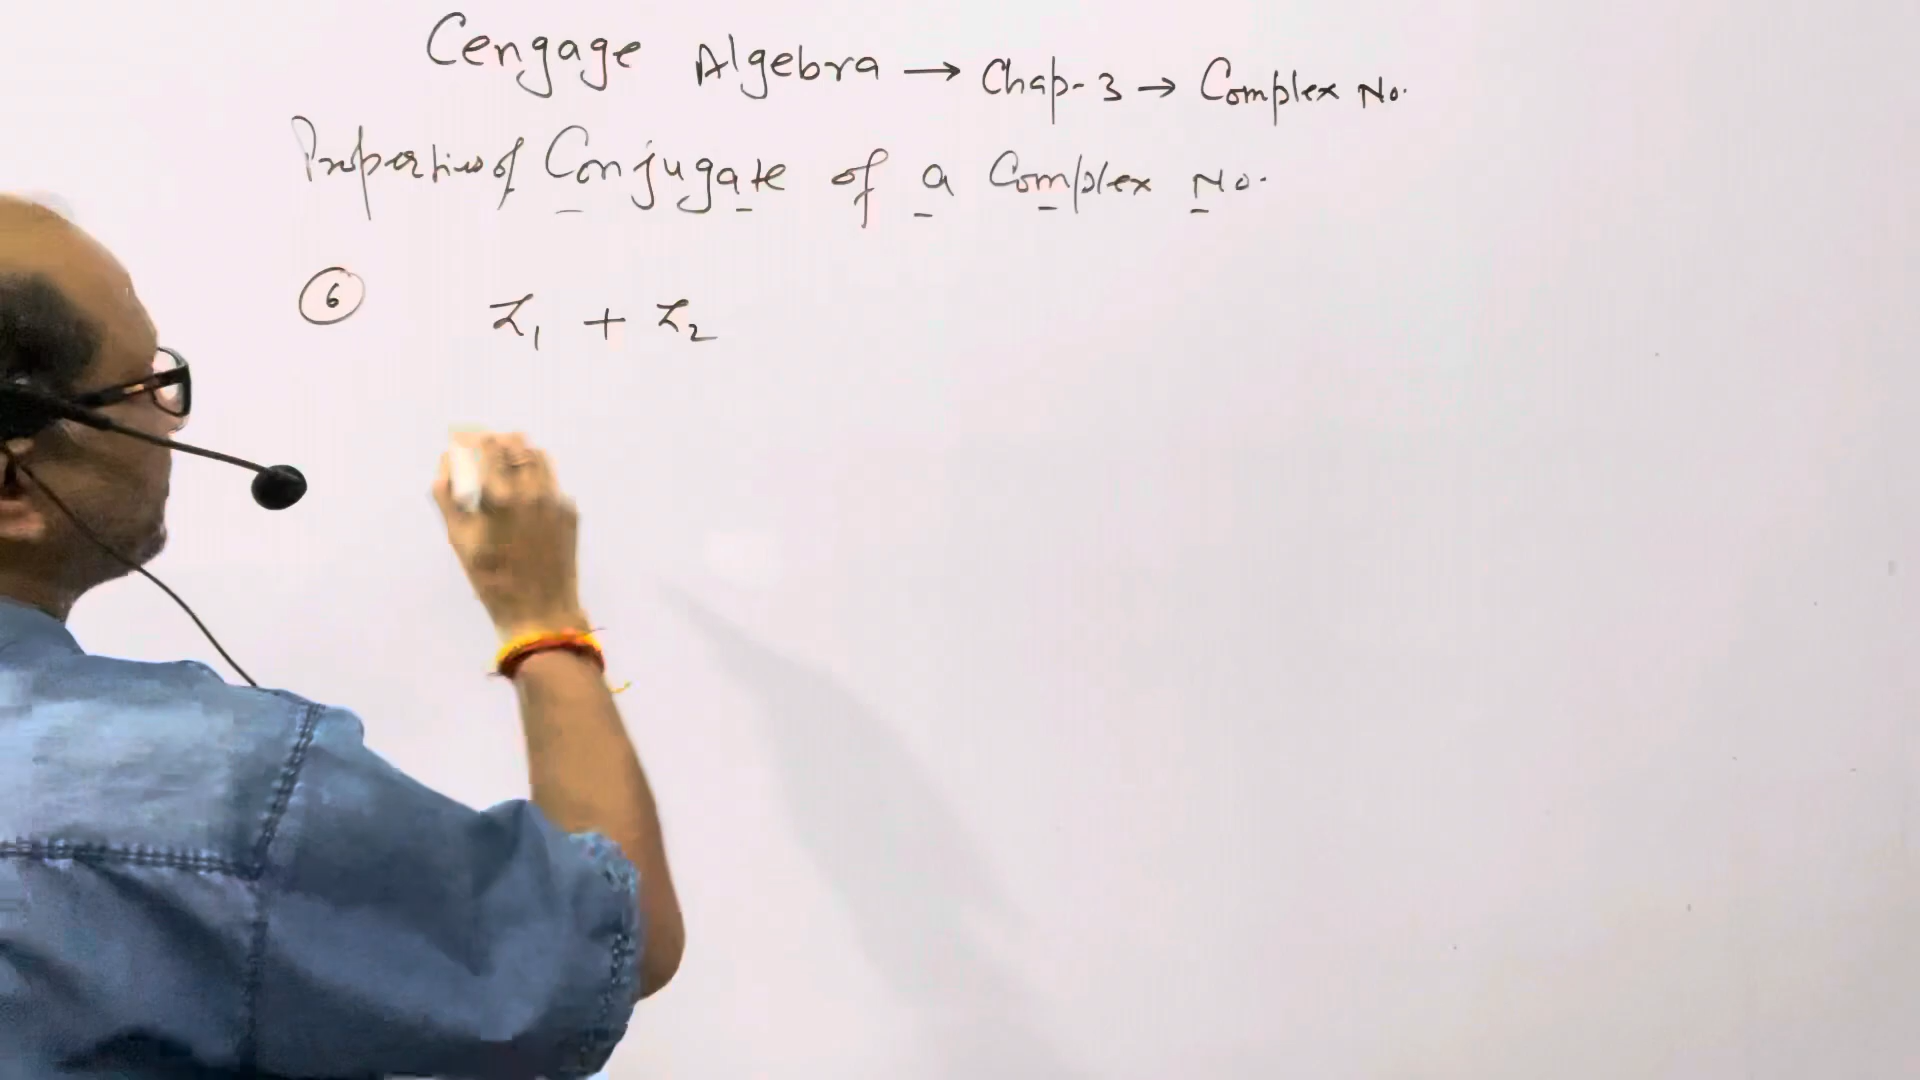 Cengage Algebra → Chap-3 → Complex No.
Properties of Conjugate of a Complex No.
6 Z₁ + Z₂